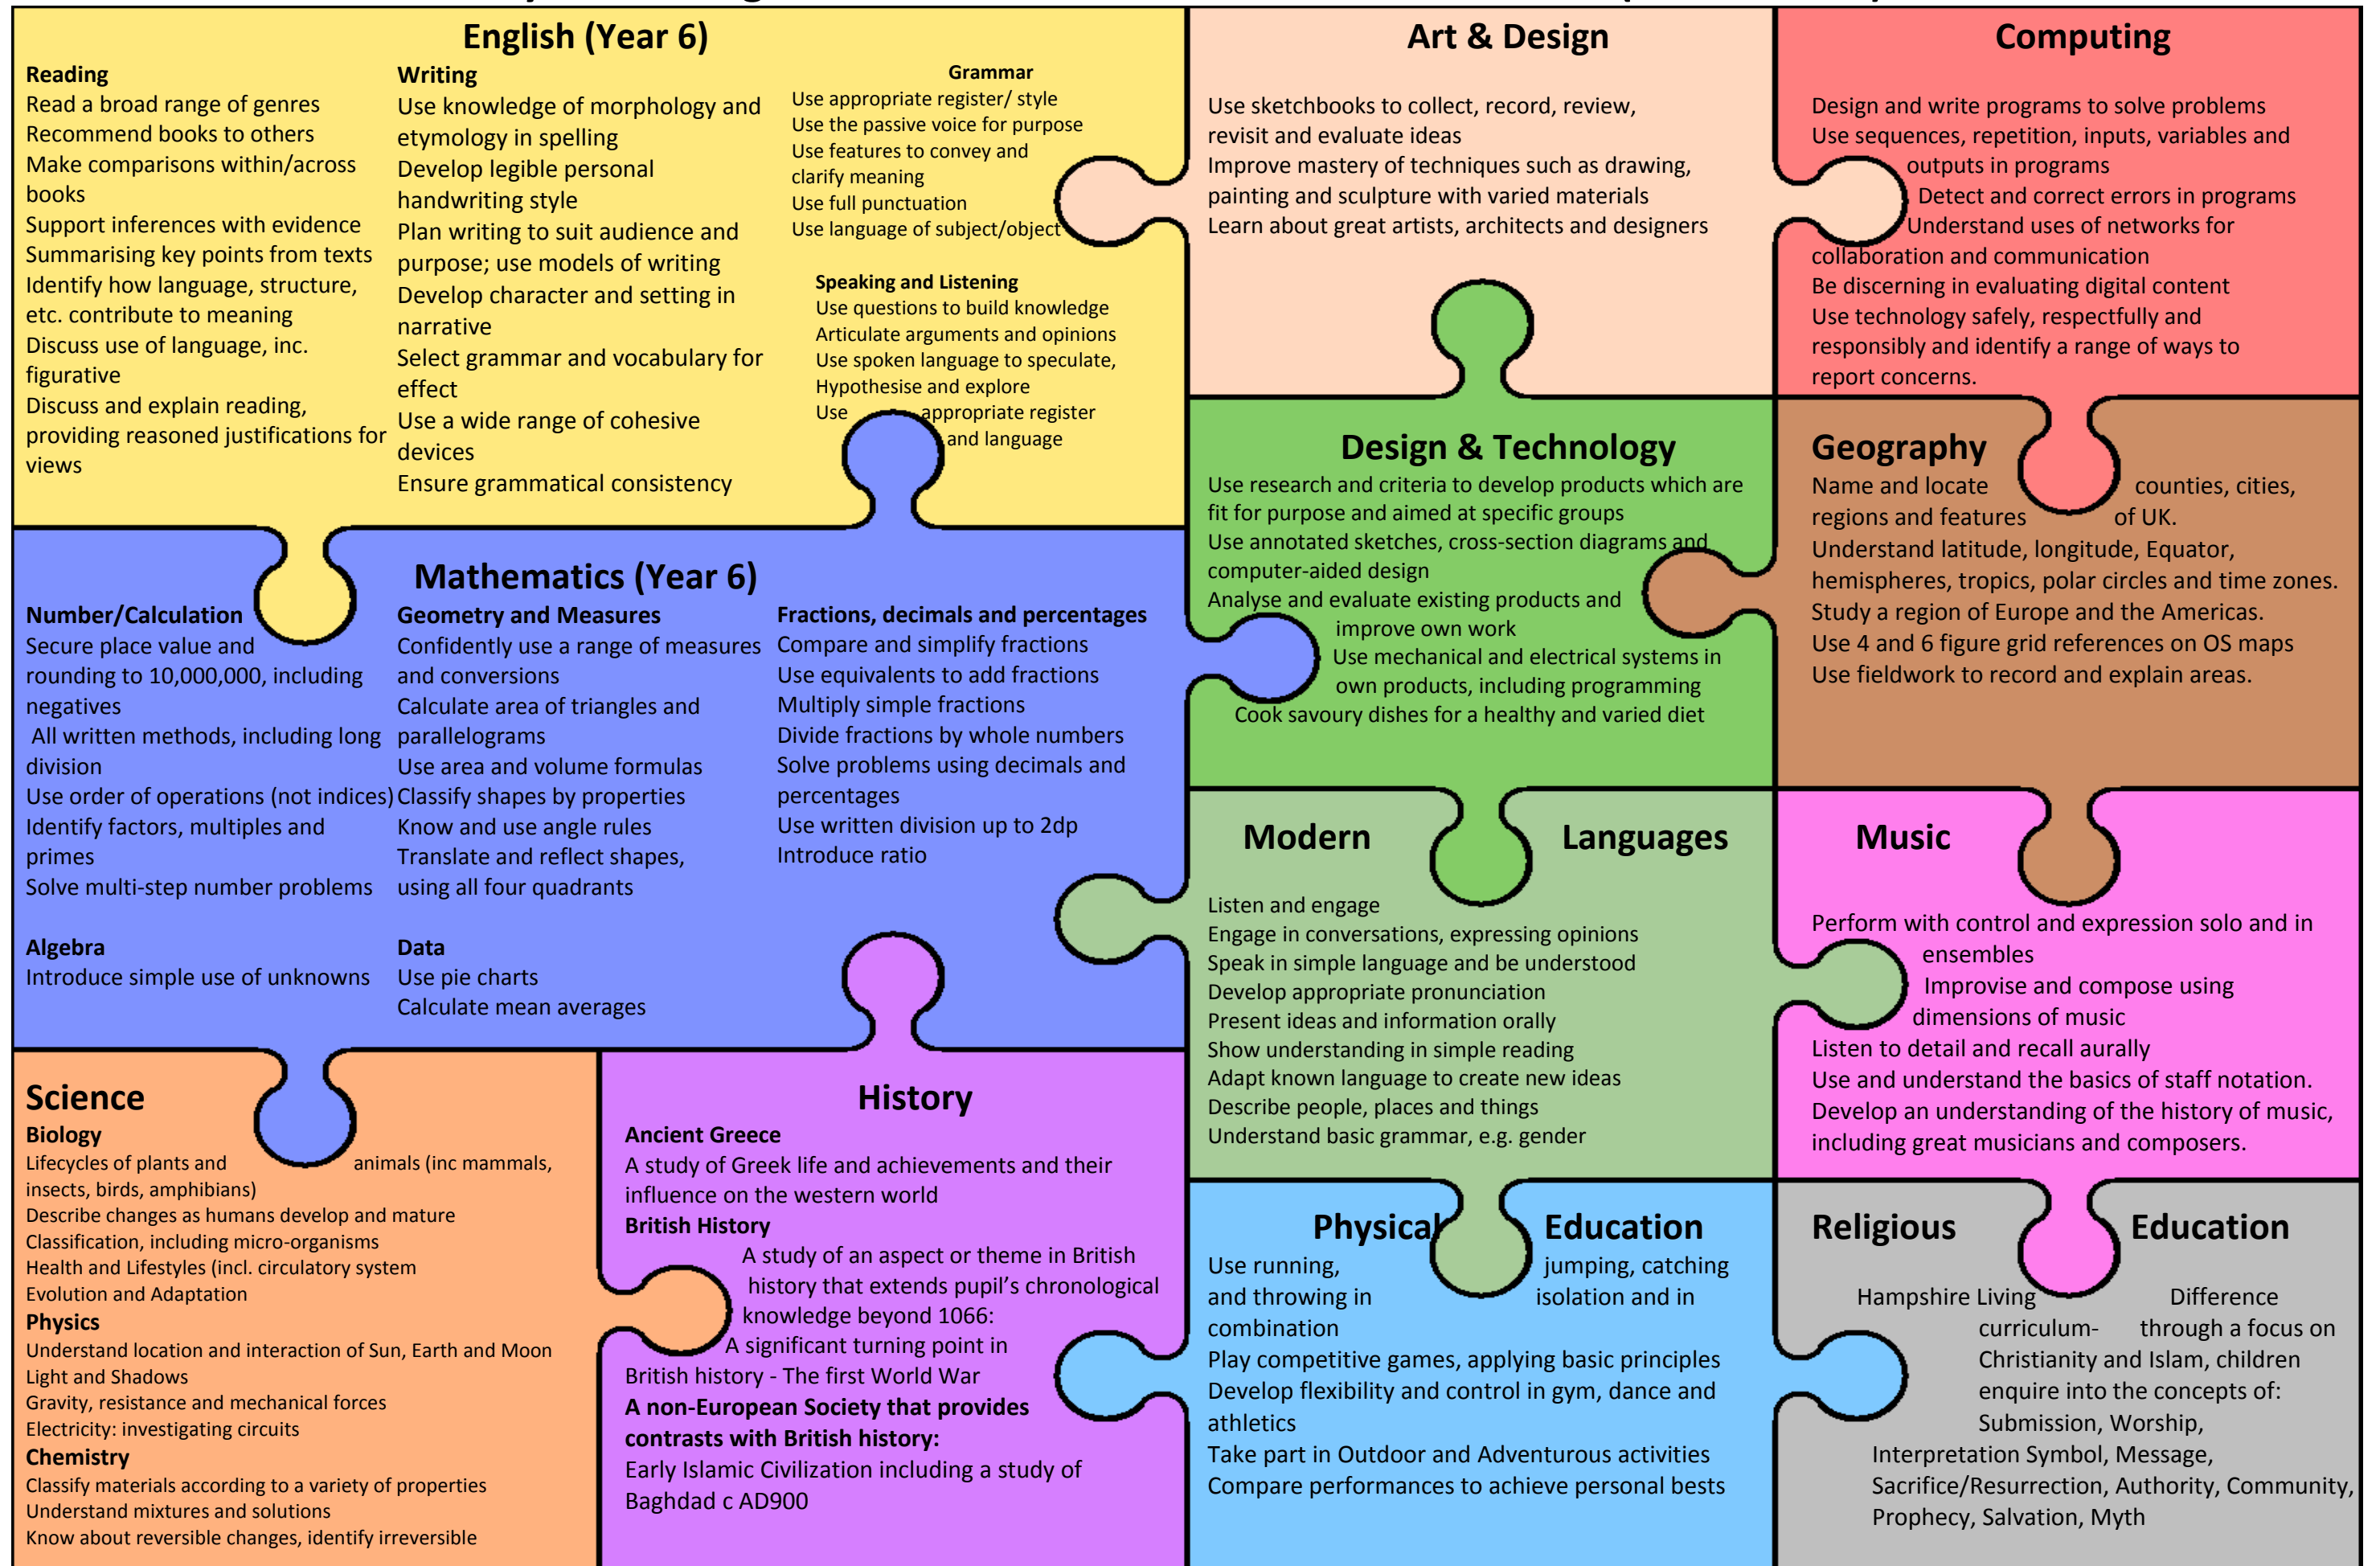 English (Year 6)
Reading
Read a broad range of genres
Recommend books to others
Make comparisons within/across
books
Support inferences with evidence
Summarising key points from texts
Identify how language, structure,
etc. contribute to meaning
Discuss use of language, inc.
figurative
Discuss and explain reading,
providing reasoned justifications for
views
Writing
Use knowledge of morphology and
etymology in spelling
Develop legible personal
handwriting style
Plan writing to suit audience and
purpose; use models of writing
Develop character and setting in
narrative
Select grammar and vocabulary for
effect
Use a wide range of cohesive
devices
Ensure grammatical consistency
Grammar
Use appropriate register/ style
Use the passive voice for purpose
Use features to convey and
clarify meaning
Use full punctuation
Use language of subject/object
Speaking and Listening
Use questions to build knowledge
Articulate arguments and opinions
Use spoken language to speculate,
Hypothesise and explore
Use appropriate register
and language
Art & Design
Use sketchbooks to collect, record, review,
revisit and evaluate ideas
Improve mastery of techniques such as drawing,
painting and sculpture with varied materials
Learn about great artists, architects and designers
Computing
Design and write programs to solve problems
Use sequences, repetition, inputs, variables and
outputs in programs
Detect and correct errors in programs
Understand uses of networks for
collaboration and communication
Be discerning in evaluating digital content
Use technology safely, respectfully and
responsibly and identify a range of ways to
report concerns.
Design & Technology
Use research and criteria to develop products which are
fit for purpose and aimed at specific groups
Use annotated sketches, cross-section diagrams and
computer-aided design
Analyse and evaluate existing products and
improve own work
Use mechanical and electrical systems in
own products, including programming
Cook savoury dishes for a healthy and varied diet
Geography
Name and locate counties, cities,
regions and features of UK.
Understand latitude, longitude, Equator,
hemispheres, tropics, polar circles and time zones.
Study a region of Europe and the Americas.
Use 4 and 6 figure grid references on OS maps
Use fieldwork to record and explain areas.
Mathematics (Year 6)
Number/Calculation
Secure place value and
rounding to 10,000,000, including
negatives
All written methods, including long
division
Use order of operations (not indices)
Identify factors, multiples and
primes
Solve multi-step number problems
Algebra
Introduce simple use of unknowns
Geometry and Measures
Confidently use a range of measures
and conversions
Calculate area of triangles and
parallelograms
Use area and volume formulas
Classify shapes by properties
Know and use angle rules
Translate and reflect shapes,
using all four quadrants
Data
Use pie charts
Calculate mean averages
Fractions, decimals and percentages
Compare and simplify fractions
Use equivalents to add fractions
Multiply simple fractions
Divide fractions by whole numbers
Solve problems using decimals and
percentages
Use written division up to 2dp
Introduce ratio
Modern Languages
Listen and engage
Engage in conversations, expressing opinions
Speak in simple language and be understood
Develop appropriate pronunciation
Present ideas and information orally
Show understanding in simple reading
Adapt known language to create new ideas
Describe people, places and things
Understand basic grammar, e.g. gender
Music
Perform with control and expression solo and in
ensembles
Improvise and compose using
dimensions of music
Listen to detail and recall aurally
Use and understand the basics of staff notation.
Develop an understanding of the history of music,
including great musicians and composers.
Science
Biology
Lifecycles of plants and animals (inc mammals,
insects, birds, amphibians)
Describe changes as humans develop and mature
Classification, including micro-organisms
Health and Lifestyles (incl. circulatory system
Evolution and Adaptation
Physics
Understand location and interaction of Sun, Earth and Moon
Light and Shadows
Gravity, resistance and mechanical forces
Electricity: investigating circuits
Chemistry
Classify materials according to a variety of properties
Understand mixtures and solutions
Know about reversible changes, identify irreversible
History
Ancient Greece
A study of Greek life and achievements and their
influence on the western world
British History
A study of an aspect or theme in British
history that extends pupil's chronological
knowledge beyond 1066:
A significant turning point in
British history - The first World War
A non-European Society that provides
contrasts with British history:
Early Islamic Civilization including a study of
Baghdad c AD900
Physical Education
Use running, jumping, catching
and throwing in isolation and in
combination
Play competitive games, applying basic principles
Develop flexibility and control in gym, dance and
athletics
Take part in Outdoor and Adventurous activities
Compare performances to achieve personal bests
Religious Education
Hampshire Living Difference
curriculum- through a focus on
Christianity and Islam, children
enquire into the concepts of:
Submission, Worship,
Interpretation Symbol, Message,
Sacrifice/Resurrection, Authority, Community,
Prophecy, Salvation, Myth